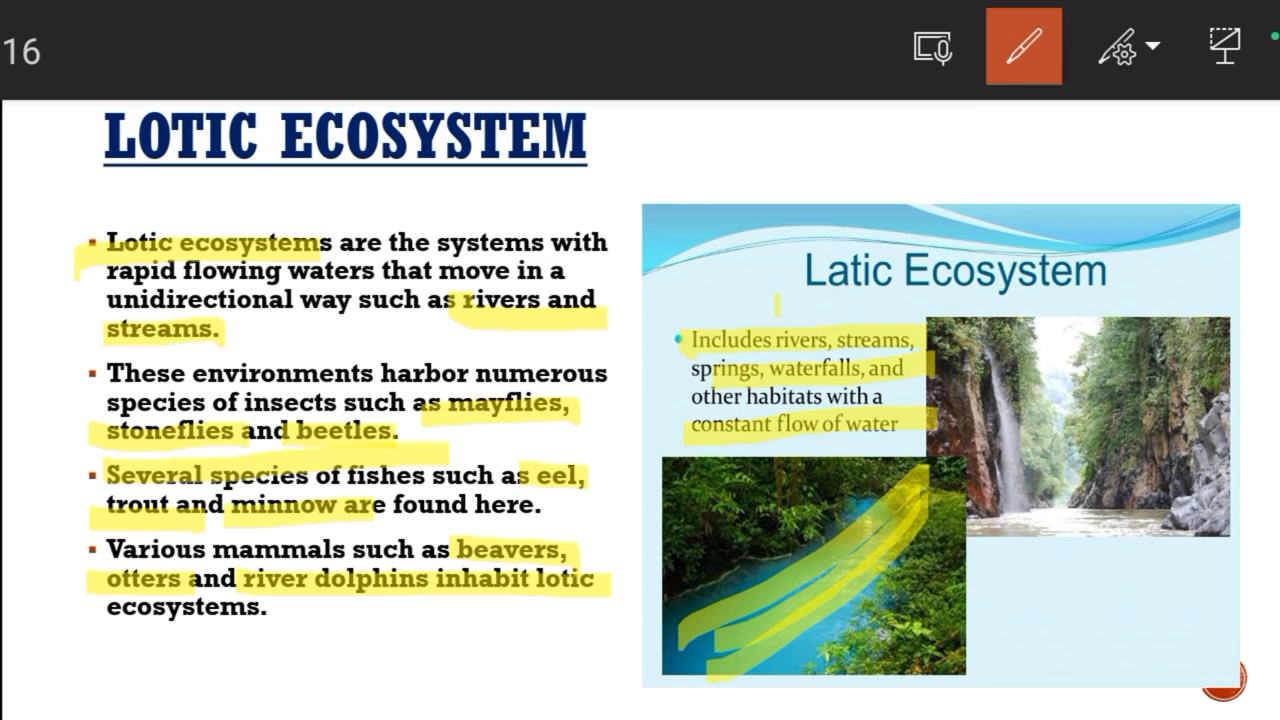 16
LOTIC ECOSYSTEM
Lotic ecosystems are the systems with
rapid flowing waters that move in a
unidirectional way such as rivers and
streams.
These environments harbor numerous
species of insects such as mayflies,
stoneflies and beetles.
Several species of fishes such as eel,
trout and minnow are found here.
Various mammals such as beavers,
otters and river dolphins inhabit lotic
ecosystems.
Latic Ecosystem
Includes rivers, streams,
springs, waterfalls, and
other habitats with a
constant flow of water